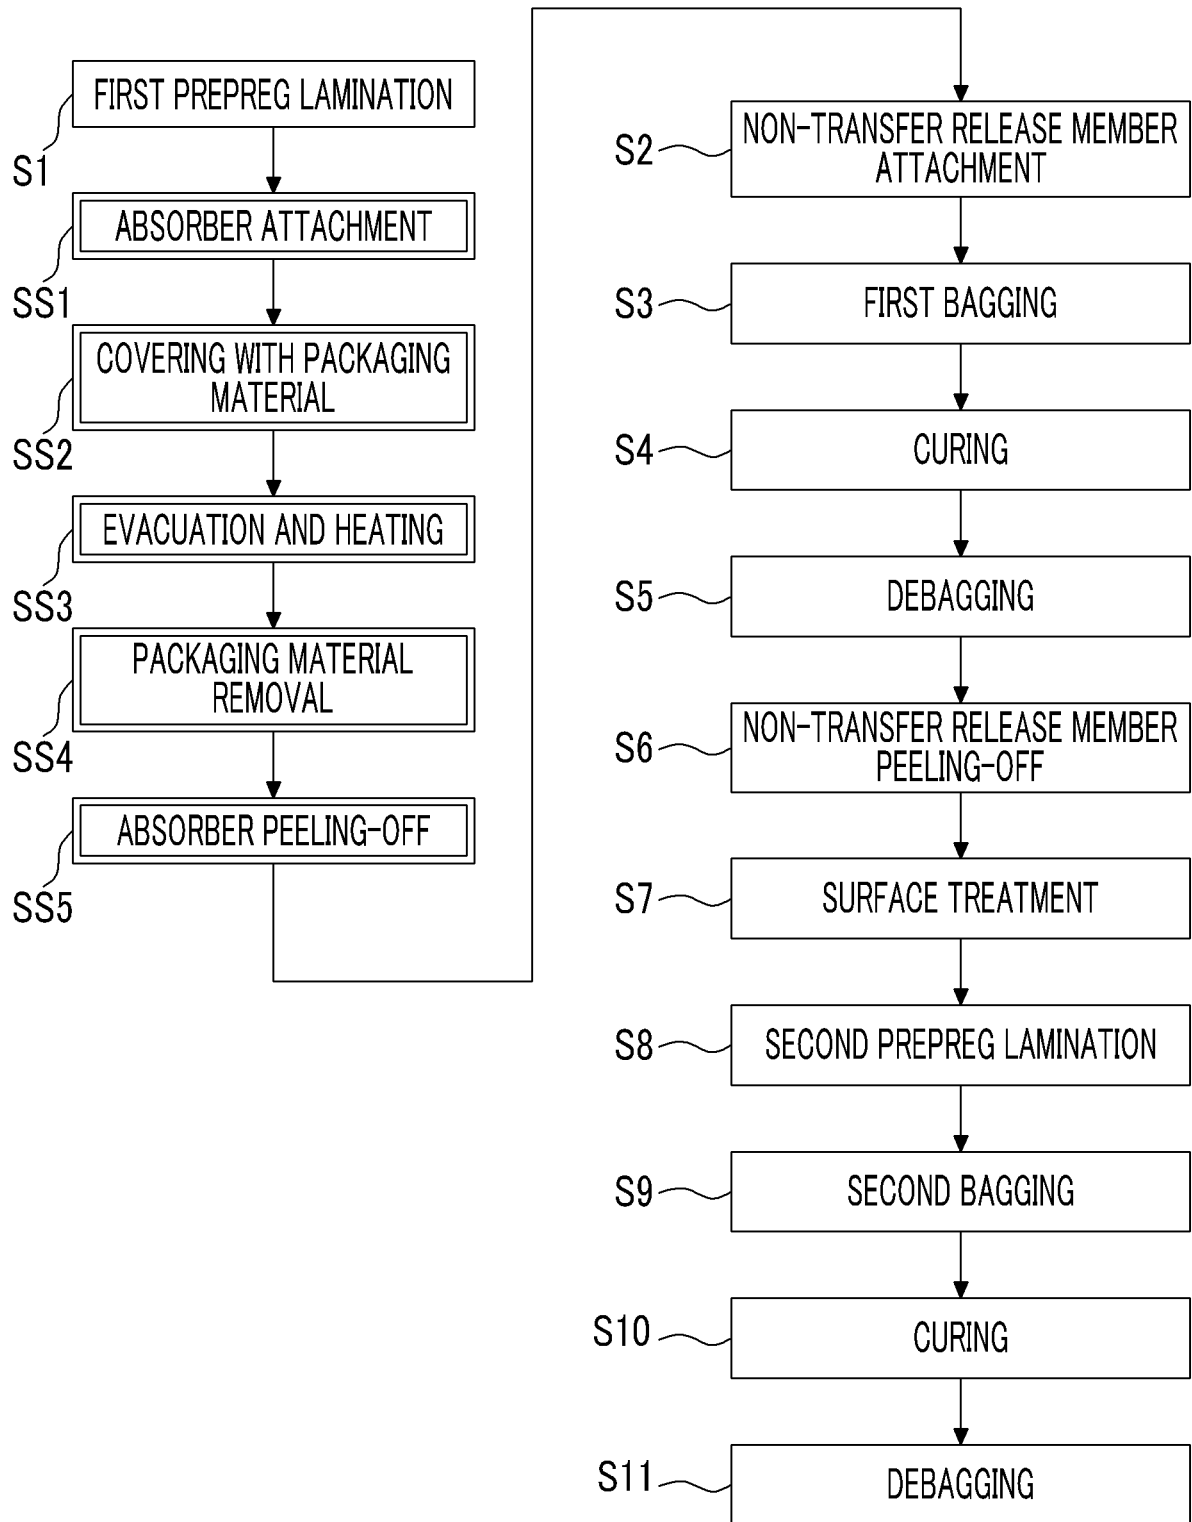 FIRST PREPREG LAMINATION
S1
ABSORBER ATTACHMENT
SS1
COVERING WITH PACKAGING
MATERIAL
SS2
EVACUATION AND HEATING
SS3
PACKAGING MATERIAL
REMOVAL
SS4
ABSORBER PEELING-OFF
SS5
S2
NON-TRANSFER RELEASE MEMBER
ATTACHMENT
S3
FIRST BAGGING
S4
CURING
S5
DEBAGGING
S6
NON-TRANSFER RELEASE MEMBER
PEELING-OFF
S7
SURFACE TREATMENT
S8
SECOND PREPREG LAMINATION
S9
SECOND BAGGING
S10
CURING
S11
DEBAGGING